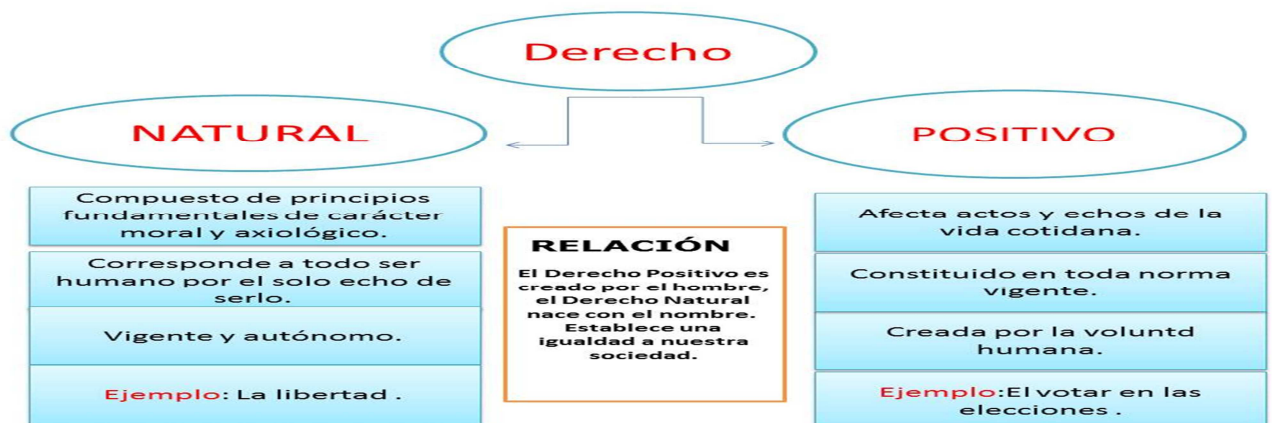 Derecho
NATURAL
POSITIVO
Compuesto de principios
fundamentales de carácter
moral y axiológico.
Corresponde a todo ser
humano por el solo echo de
serlo.
Vigente y autónomo.
Ejemplo: La libertad .
RELACIÓN
El Derecho Positivo es
creado por el hombre,
el Derecho Natural
nace con el nombre.
Establece una
igualdad a nuestra
sociedad.
Afecta actos y echos de la
vida cotidana.
Constituido en toda norma
vigente.
Creada por la voluntd
humana.
Ejemplo:El votar en las
elecciones .